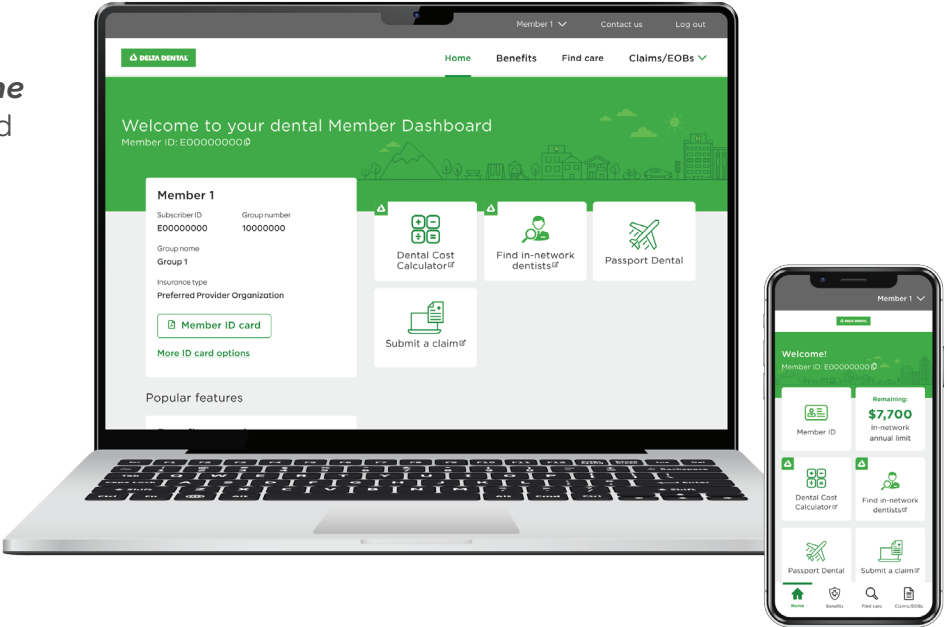 ne
d
Member 1
Contact us
Log out
DELTA DENTAL
Home
Benefits
Find care
Claims/EOBs
Welcome to your dental Member Dashboard
Member ID: E00000000
Member 1
Subscriber ID
Group number
E00000000
10000000
Group name
Group 1
Insurance type
Preferred Provider Organization
Member ID card
More ID card options
Dental Cost
Calculator
Find in-network
dentists
Passport Dental
Submit a claim
Popular features
Member 1
DELTA DENTAL
Welcome!
Member ID: E00000000
Member ID
Remaining:
$7,700
In-network
annual limit
Dental Cost
Calculator
Find in-network
dentists
Passport Dental
Submit a claim
Home
Benefits
Find care
Claims/EOBs